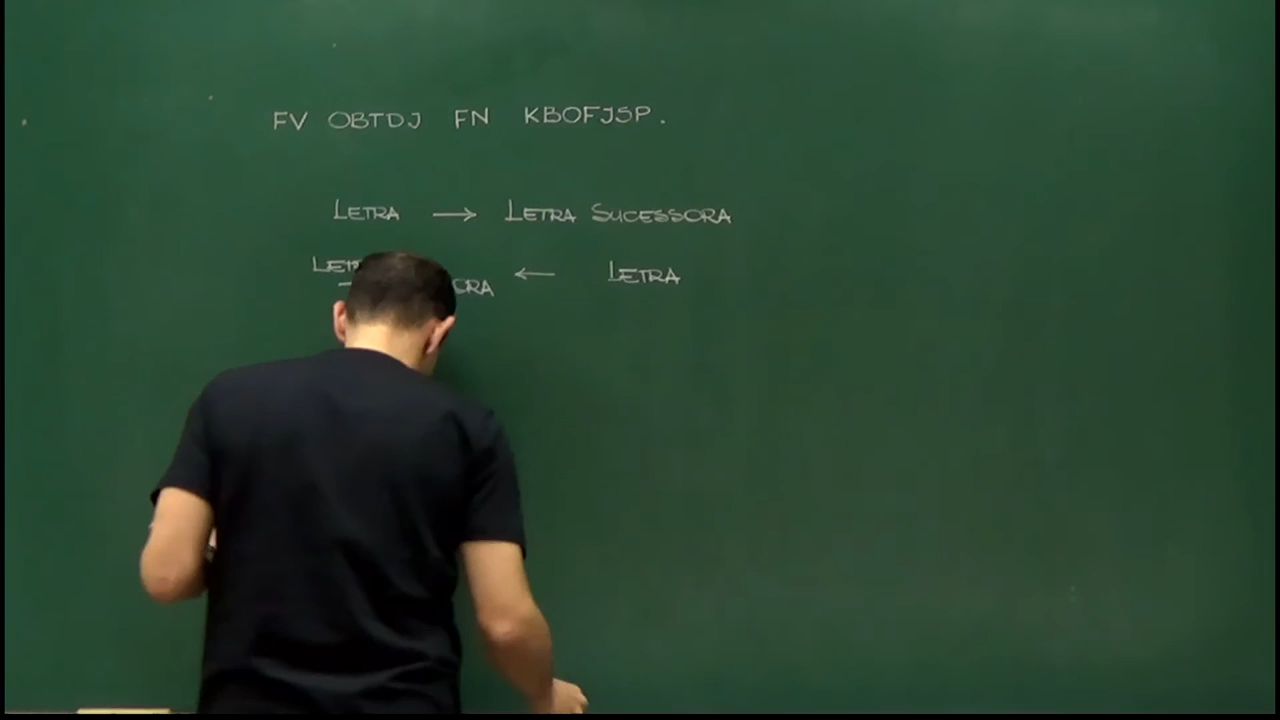 FV OBTDJ FN KBOFJSP.
LETRA → LETRA SUCESSORA
← LETRA